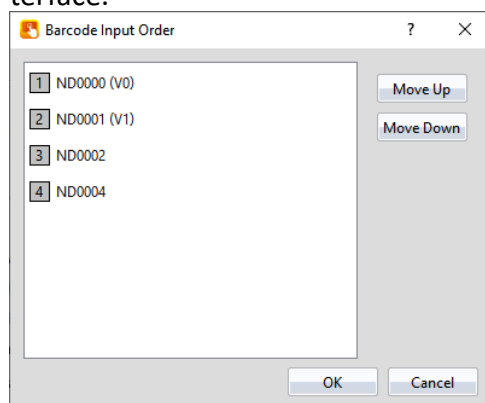 terface.
Barcode Input Order ? ×
1 ND0000 (V0)
2 ND0001 (V1)
3 ND0002
4 ND0004
Move Up
Move Down
OK Cancel